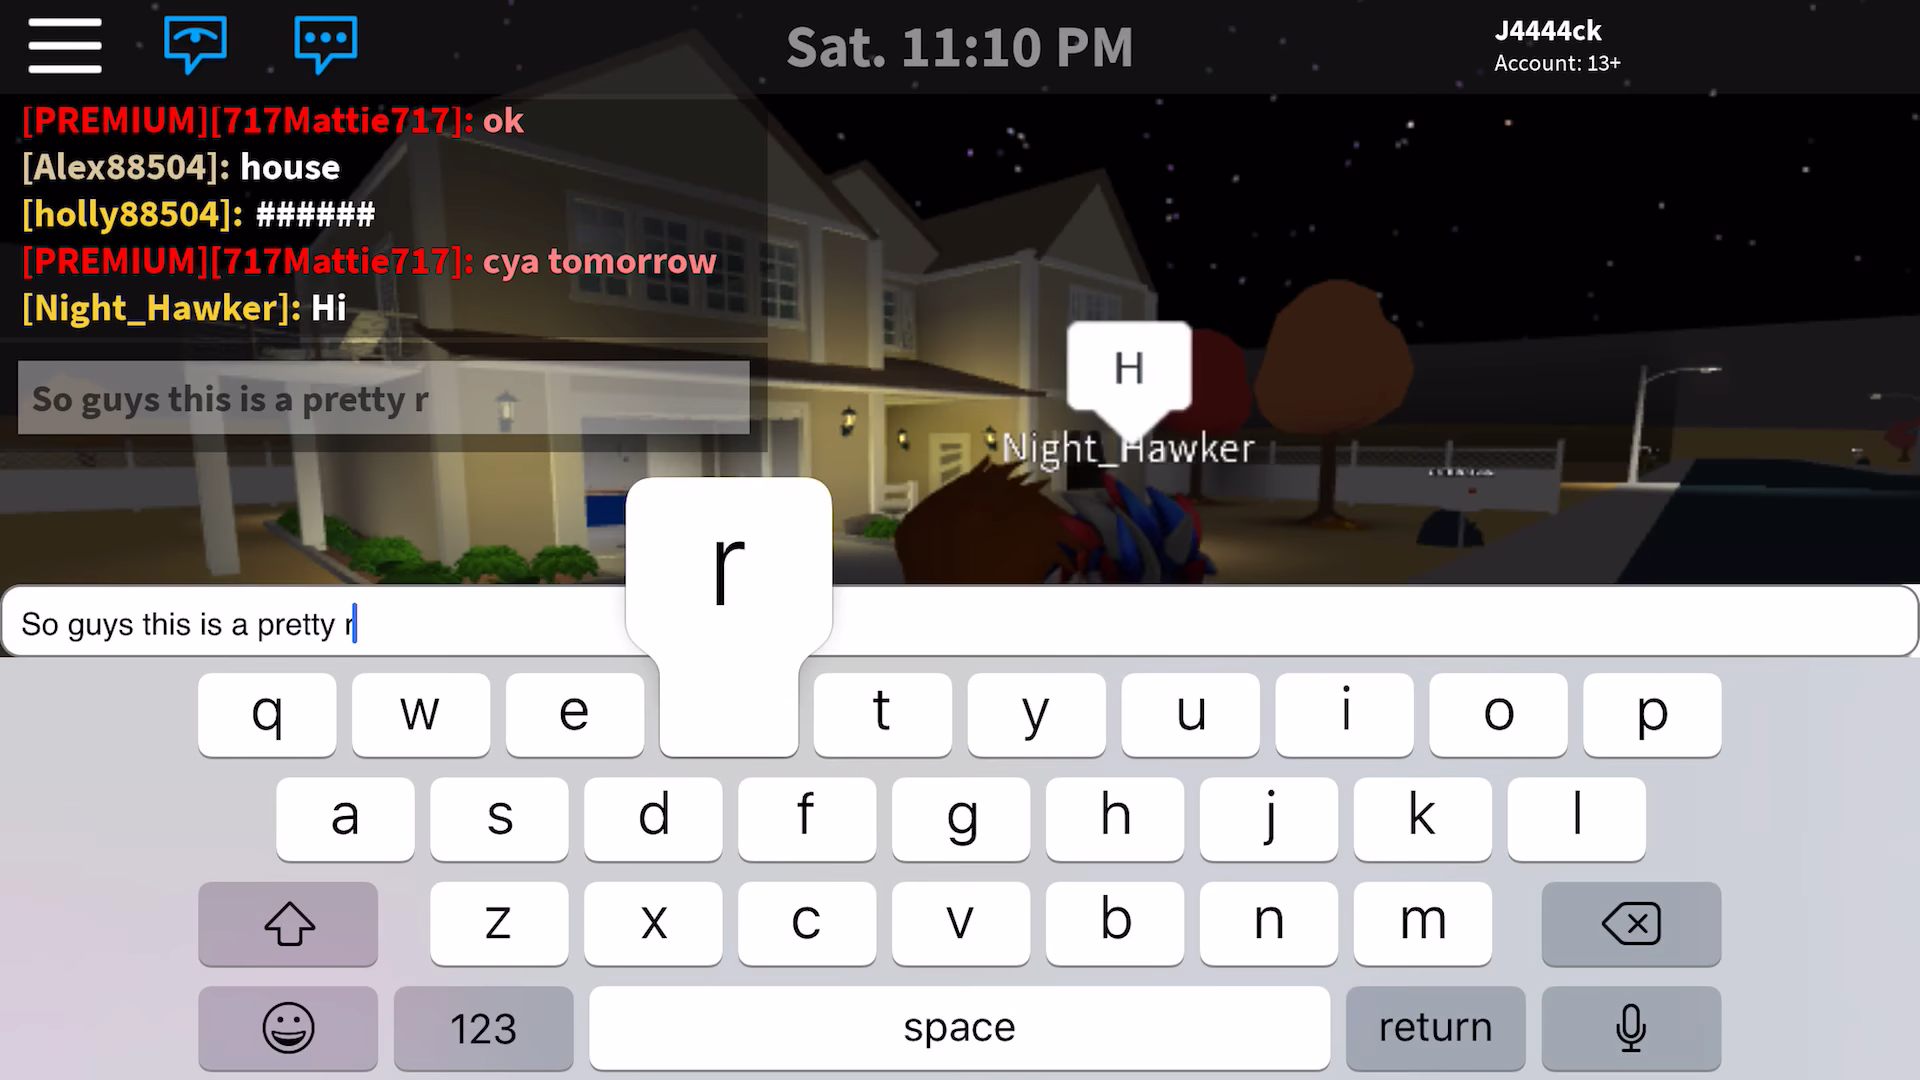 Sat. 11:10 PM
J4444ck
Account: 13+
[PREMIUM][717Mattie717]: ok
[Alex88504]: house
[holly88504]: ######
[PREMIUM][717Mattie717]: cya tomorrow
[Night_Hawker]: Hi
So guys this is a pretty r
H
Night_Hawker
r
So guys this is a pretty r
q w e t y u i o p
a s d f g h j k l
z x c v b n m
123 space return